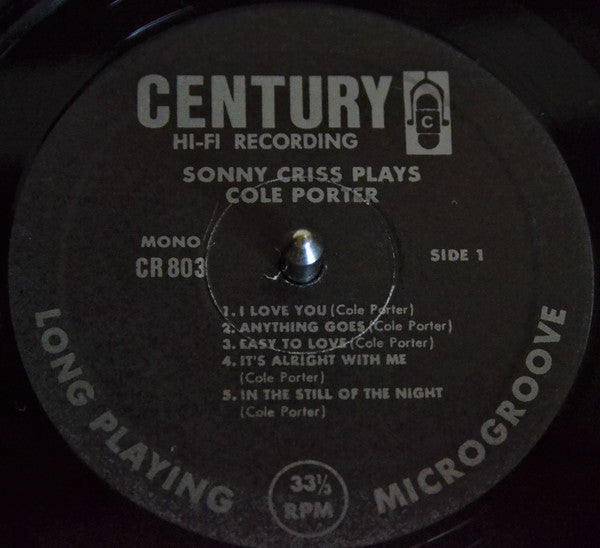 CENTURY
C
HI-FI RECORDING
SONNY CRISS PLAYS
COLE PORTER
MONO
CR 803
SIDE 1
1. I LOVE YOU (Cole Porter)
2. ANYTHING GOES (Cole Porter)
3. EASY TO LOVE (Cole Porter)
4. IT'S ALRIGHT WITH ME
(Cole Porter)
5. IN THE STILL OF THE NIGHT
(Cole Porter)
LONG PLAYING
33⅓
RPM
MICROGROOVE